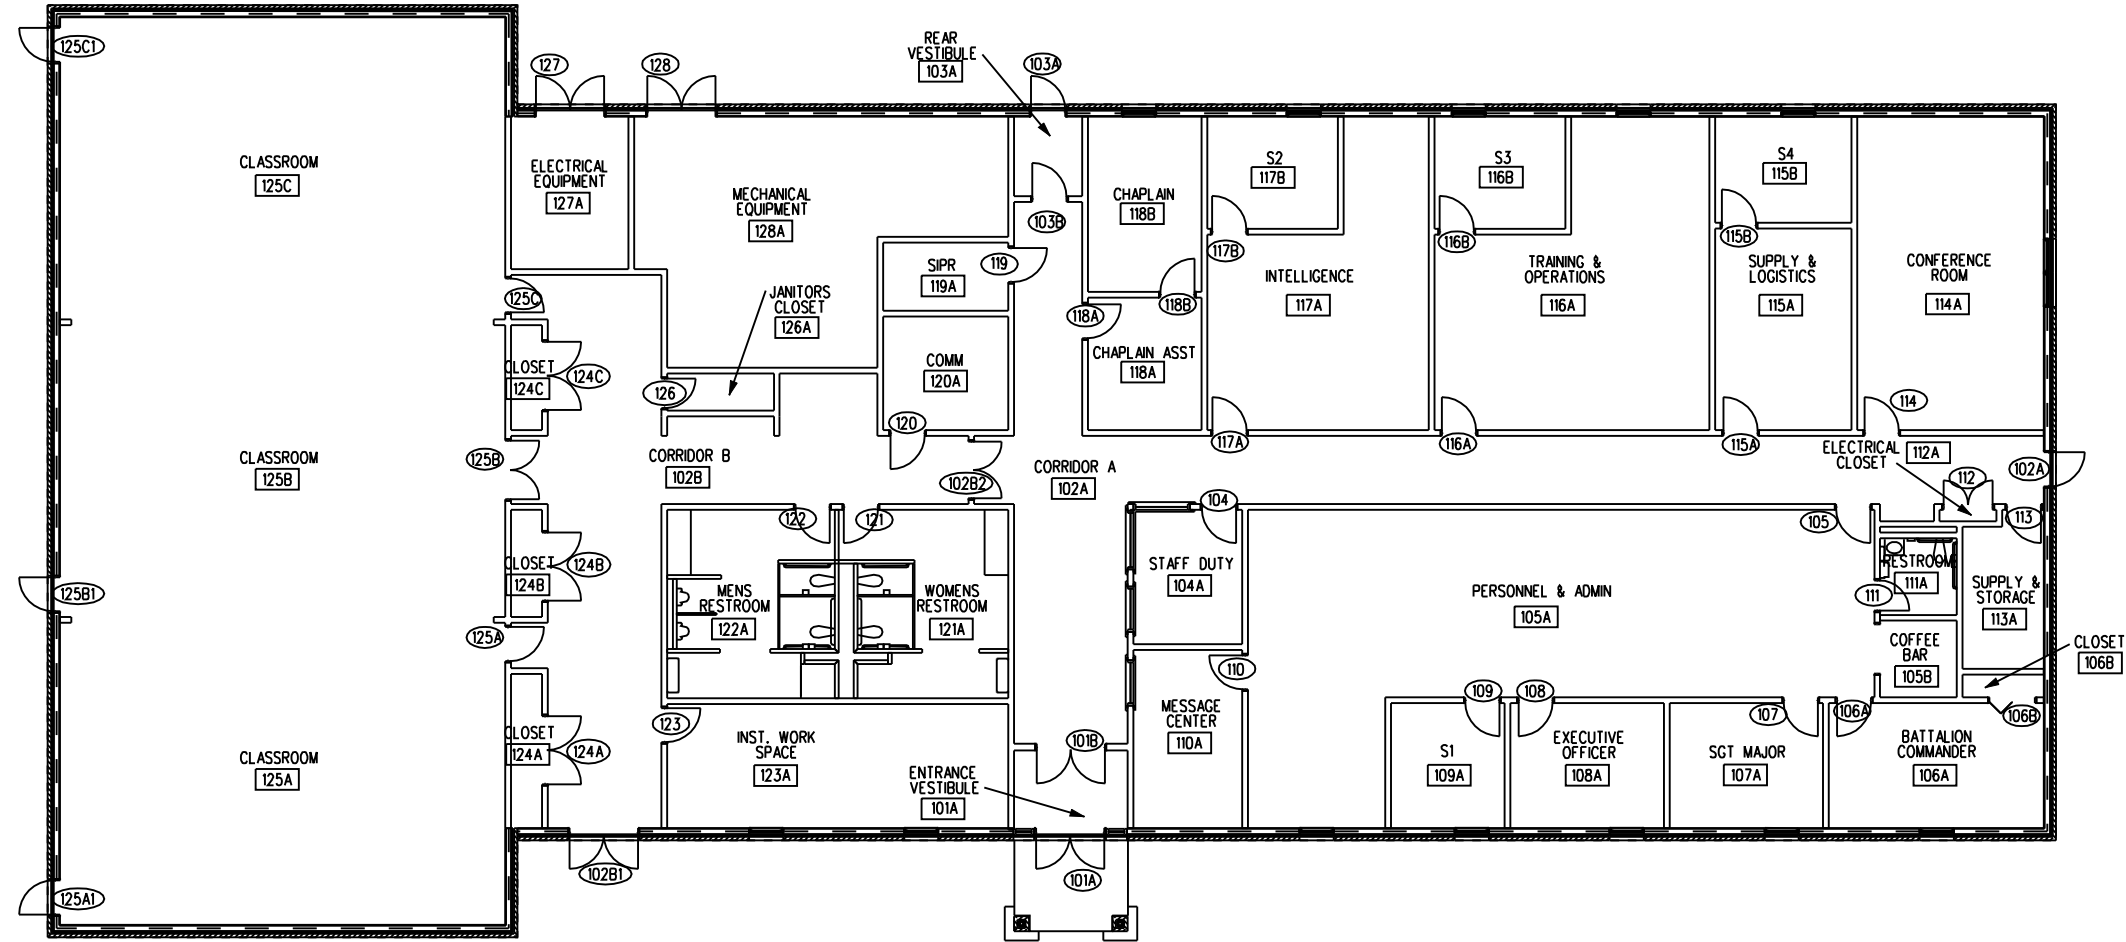 125C1
CLASSROOM
125C
127
128
REAR
VESTIBULE
103A
103A
ELECTRICAL
EQUIPMENT
127A
MECHANICAL
EQUIPMENT
128A
103B
CHAPLAIN
118B
S2
117B
S3
116B
S4
115B
117B
116B
115B
SIPR
119A
119
118A
118B
INTELLIGENCE
117A
TRAINING &
OPERATIONS
116A
SUPPLY &
LOGISTICS
115A
CONFERENCE
ROOM
114A
125C
JANITORS
CLOSET
126A
CLOSET
124C
124C
126
COMM
120A
CHAPLAIN ASST
118A
120
117A
116A
115A
114
CLASSROOM
125B
125B
CORRIDOR B
102B
102B2
CORRIDOR A
102A
ELECTRICAL
CLOSET
112A
112
102A
122
121
104
105
113
CLOSET
124B
124B
125B1
MENS
RESTROOM
122A
WOMENS
RESTROOM
121A
STAFF DUTY
104A
PERSONNEL & ADMIN
105A
RESTROOM
111A
111
SUPPLY &
STORAGE
113A
125A
110
COFFEE
BAR
105B
CLOSET
106B
CLASSROOM
125A
CLOSET
124A
124A
123
INST. WORK
SPACE
123A
101B
ENTRANCE
VESTIBULE
101A
MESSAGE
CENTER
110A
109
108
107
106A
106B
S1
109A
EXECUTIVE
OFFICER
108A
SGT MAJOR
107A
BATTALION
COMMANDER
106A
125A1
102B1
101A